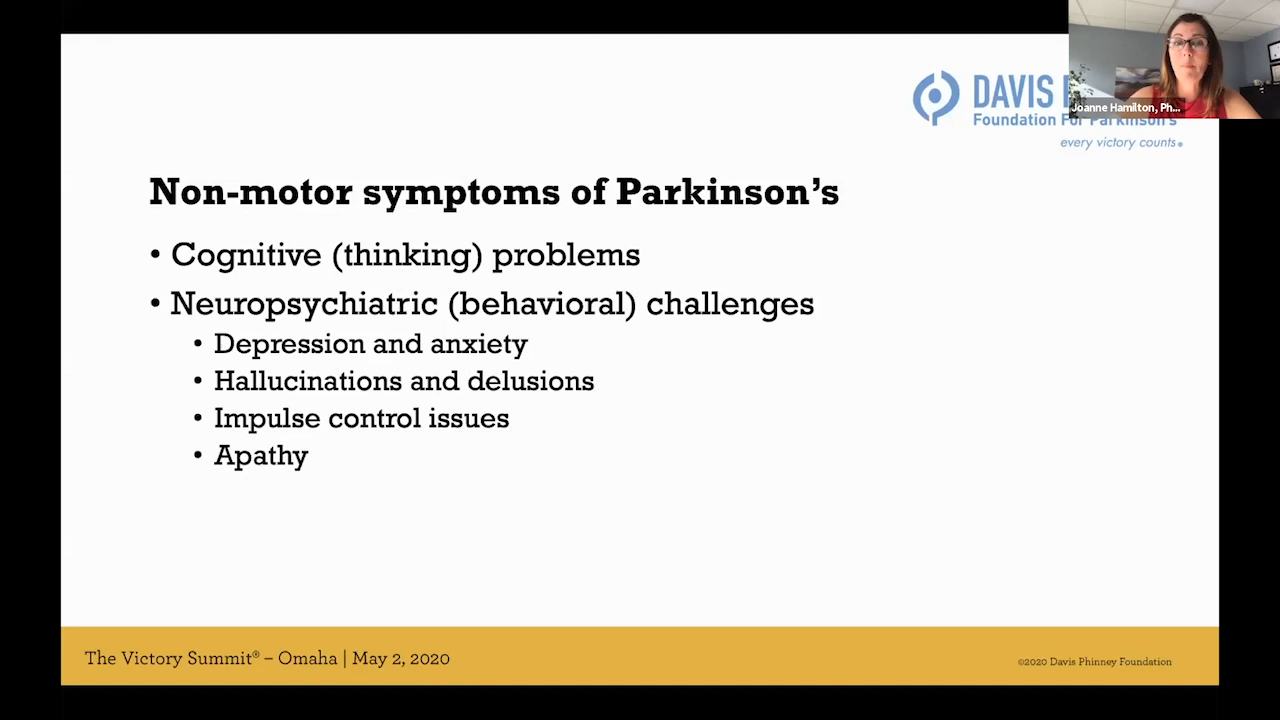 DAVIS
Foundation For Parkinson's
every victory counts.
Joanne Hamilton, Ph...
Non-motor symptoms of Parkinson's
• Cognitive (thinking) problems
• Neuropsychiatric (behavioral) challenges
• Depression and anxiety
• Hallucinations and delusions
• Impulse control issues
• Apathy
The Victory Summit® – Omaha | May 2, 2020
©2020 Davis Phinney Foundation